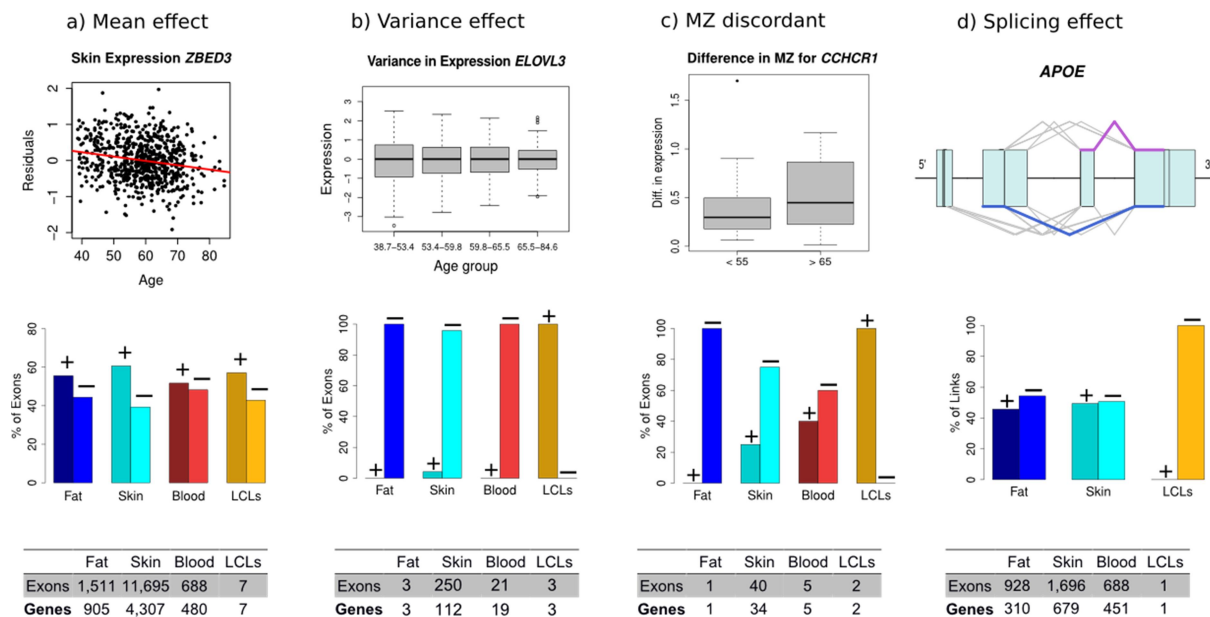 a) Mean effect
b) Variance effect
c) MZ discordant
d) Splicing effect
Skin Expression ZBED3
Residuals
2
1
0
−1
−2
40 50 60 70 80
Age
Variance in Expression ELOVL3
Expression
3
2
1
0
-1
-2
-3
38.7−53.4 53.4−59.8 59.8−65.5 65.5−84.6
Age group
Difference in MZ for CCHCR1
Diff. in expression
1.5
1.0
0.5
0.0
< 55 > 65
APOE
5'
3
% of Exons
80
60
40
20
0
+ − + − + − + −
Fat Skin Blood LCLs
% of Exons
100
80
60
40
20
0
+ − + − + − + −
Fat Skin Blood LCLs
% of Exons
100
80
60
40
20
0
+ − + − + − + −
Fat Skin Blood LCLs
% of Links
100
80
60
40
20
0
+ − + − + −
Fat Skin LCLs
Fat Skin Blood LCLs
Exons 1,511 11,695 688 7
Genes 905 4,307 480 7
Fat Skin Blood LCLs
Exons 3 250 21 3
Genes 3 112 19 3
Fat Skin Blood LCLs
Exons 1 40 5 2
Genes 1 34 5 2
Fat Skin Blood LCLs
Exons 928 1,696 688 1
Genes 310 679 451 1